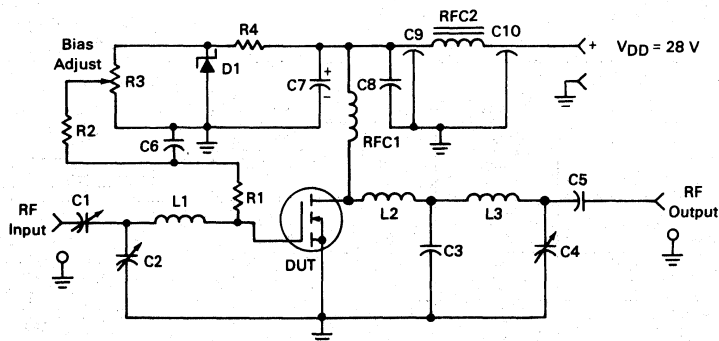 RFC2
C9
C10
R4
+
VDD = 28 V
Bias
Adjust
R3
D1
C7
+
–
C8
R2
C6
RFC1
R1
C1
L1
C5
RF
Input
L2
L3
RF
Output
C2
C3
C4
DUT